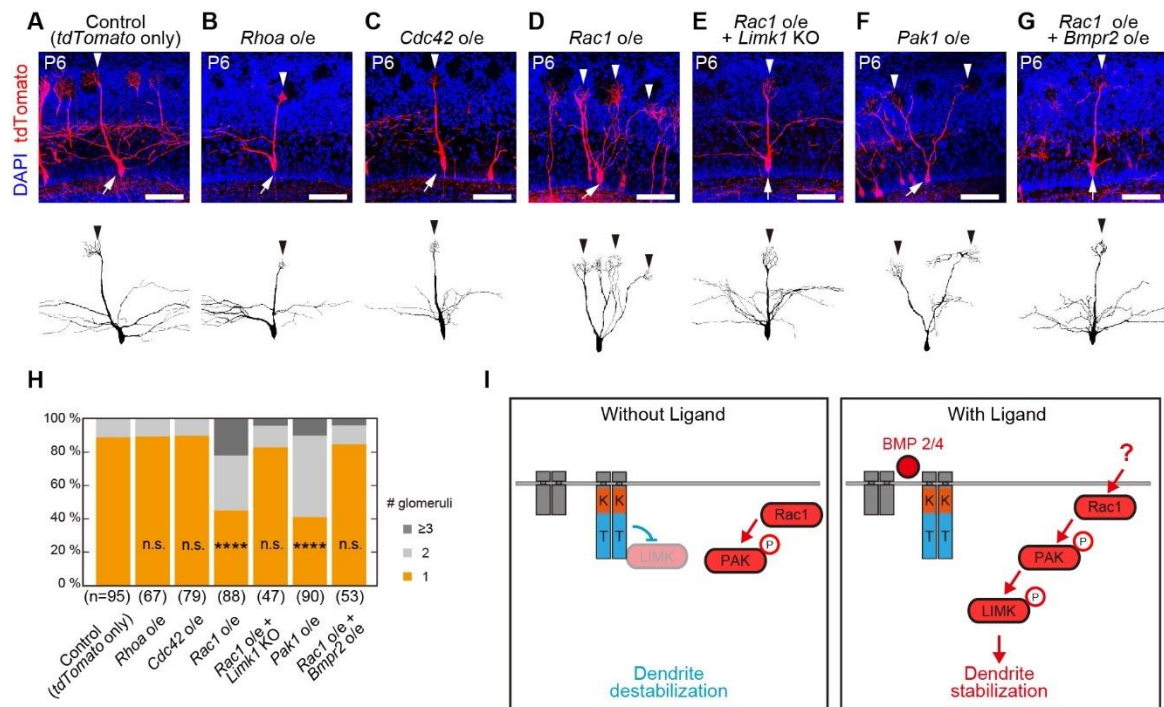 A
Control
(tdTomato only)
B
Rhoa o/e
C
Cdc42 o/e
D
Rac1 o/e
E
Rac1 o/e
+ Limk1 KO
F
Pak1 o/e
G
Rac1 o/e
+ Bmpr2 o/e
DAPI tdTomato
P6
P6
P6
P6
P6
P6
P6
H
100 %
80 %
60 %
40 %
20 %
0 %
n.s.
n.s.
****
n.s.
****
n.s.
# glomeruli
≥3
2
1
(n=95)
(67)
(79)
(88)
(47)
(90)
(53)
Control
(tdTomato only)
Rhoa o/e
Cdc42 o/e
Rac1 o/e
Rac1 o/e +
Limk1 KO
Pak1 o/e
Rac1 o/e +
Bmpr2 o/e
I
Without Ligand
K K
T T
LIMK
PAK
P
Rac1
Dendrite
destabilization
With Ligand
BMP 2/4
?
K K
T T
Rac1
P
PAK
P
LIMK
Dendrite
stabilization